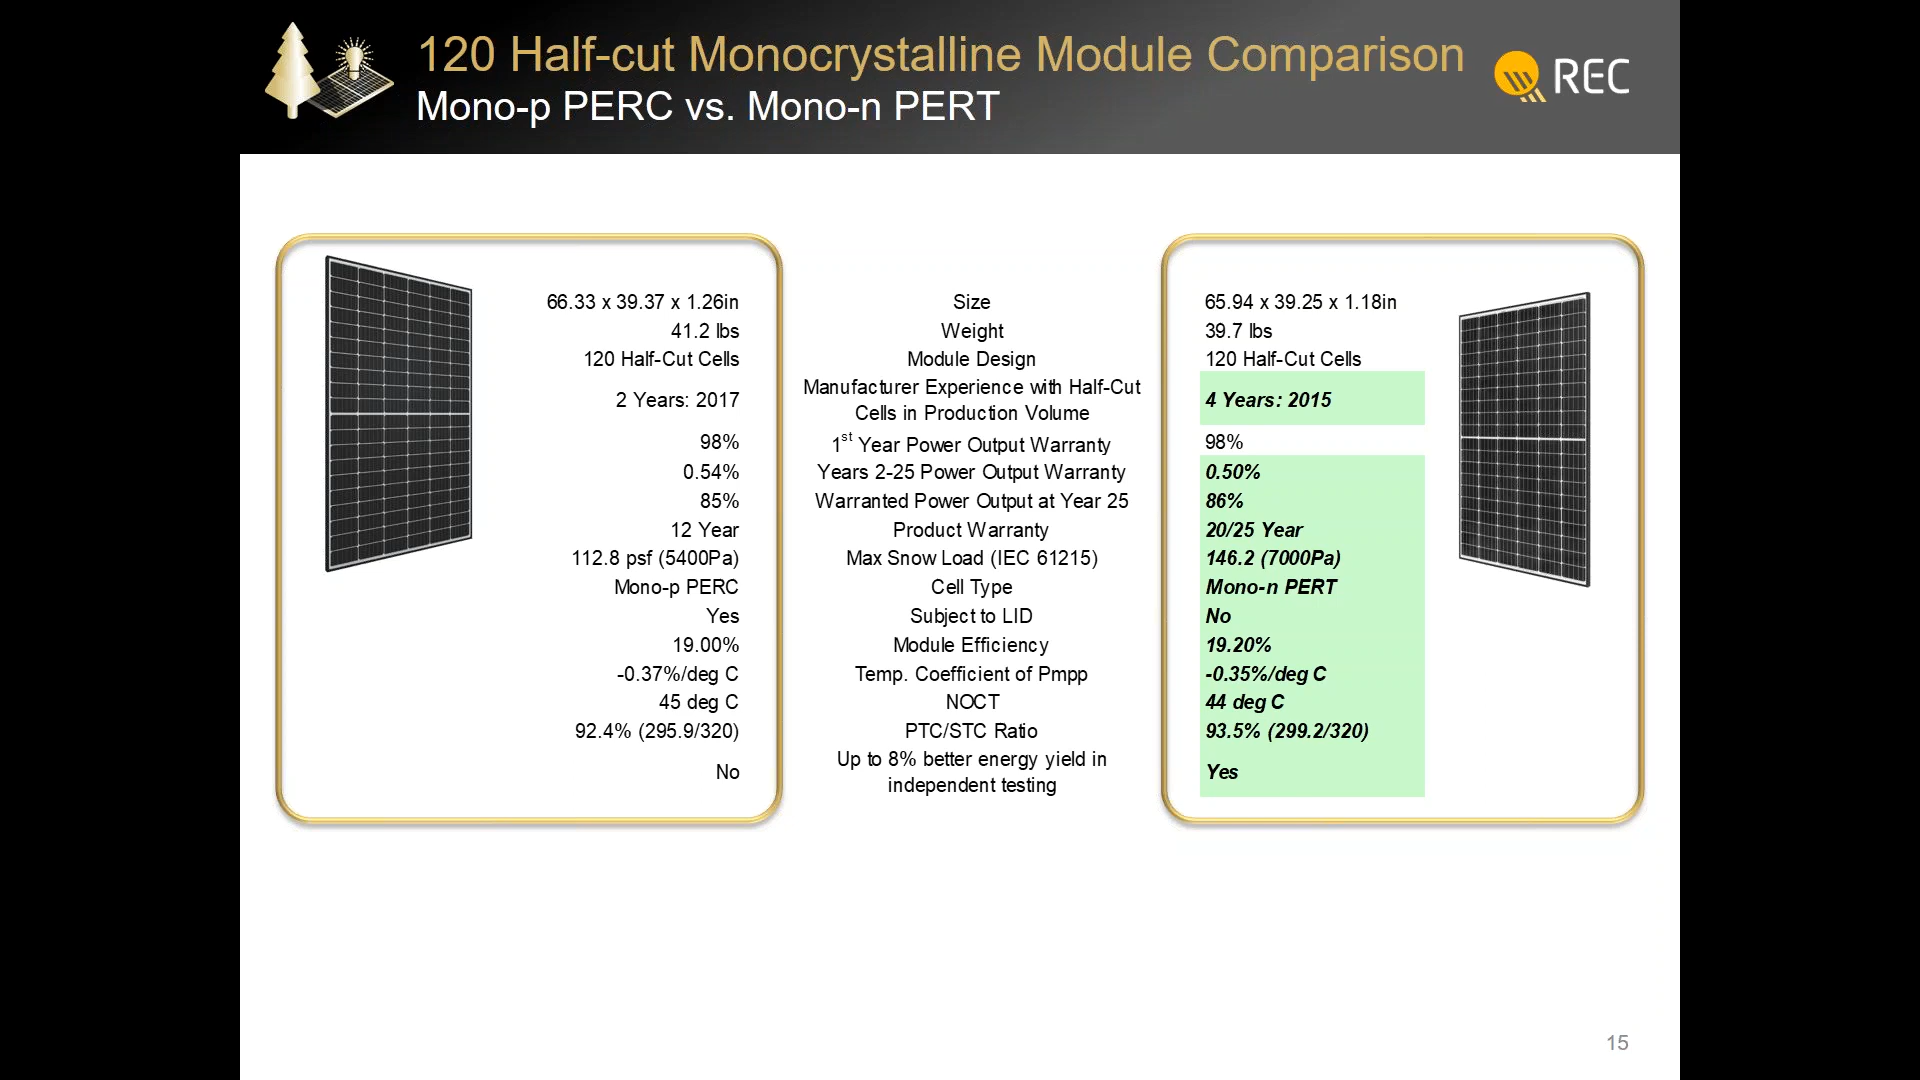 120 Half-cut Monocrystalline Module Comparison
Mono-p PERC vs. Mono-n PERT
REC
66.33 x 39.37 x 1.26in Size 65.94 x 39.25 x 1.18in
41.2 lbs Weight 39.7 lbs
120 Half-Cut Cells Module Design 120 Half-Cut Cells
Manufacturer Experience with Half-Cut
2 Years: 2017 4 Years: 2015
Cells in Production Volume
98% 1st Year Power Output Warranty 98%
0.54% Years 2-25 Power Output Warranty 0.50%
85% Warranted Power Output at Year 25 86%
12 Year Product Warranty 20/25 Year
112.8 psf (5400Pa) Max Snow Load (IEC 61215) 146.2 (7000Pa)
Mono-p PERC Cell Type Mono-n PERT
Yes Subject to LID No
19.00% Module Efficiency 19.20%
-0.37%/deg C Temp. Coefficient of Pmpp -0.35%/deg C
45 deg C NOCT 44 deg C
92.4% (295.9/320) PTC/STC Ratio 93.5% (299.2/320)
Up to 8% better energy yield in
No Yes
independent testing
15